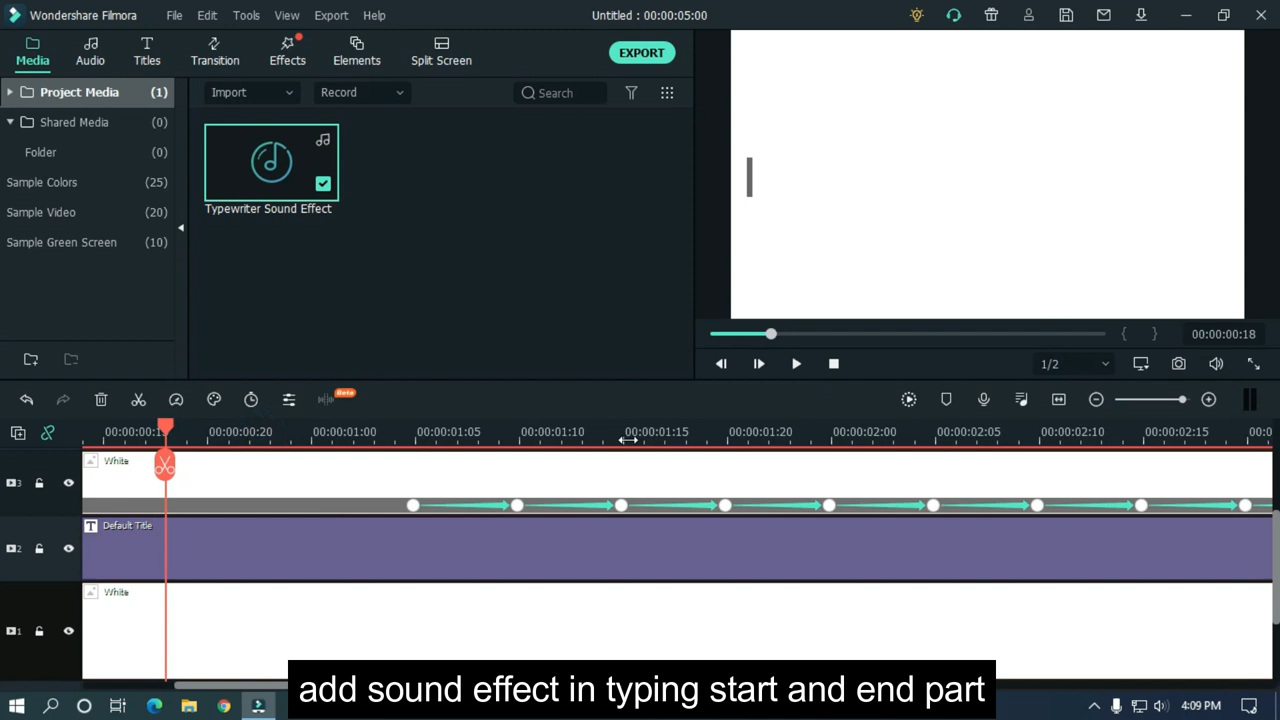 Wondershare Filmora
File
Edit
Tools
View
Export
Help
Untitled : 00:00:05:00
Media
Audio
Titles
Transition
Effects
Elements
Split Screen
EXPORT
Project Media (1)
Import
Record
Search
Shared Media (0)
Folder (0)
Sample Colors (25)
Sample Video (20)
Sample Green Screen (10)
Typewriter Sound Effect
{ }
00:00:00:18
1/2
Beta
00:00:00:20
00:00:01:00
00:00:01:05
00:00:01:10
00:00:01:15
00:00:01:20
00:00:02:00
00:00:02:05
00:00:02:10
00:00:02:15
3
White
2
T Default Title
1
White
add sound effect in typing start and end part
4:09 PM